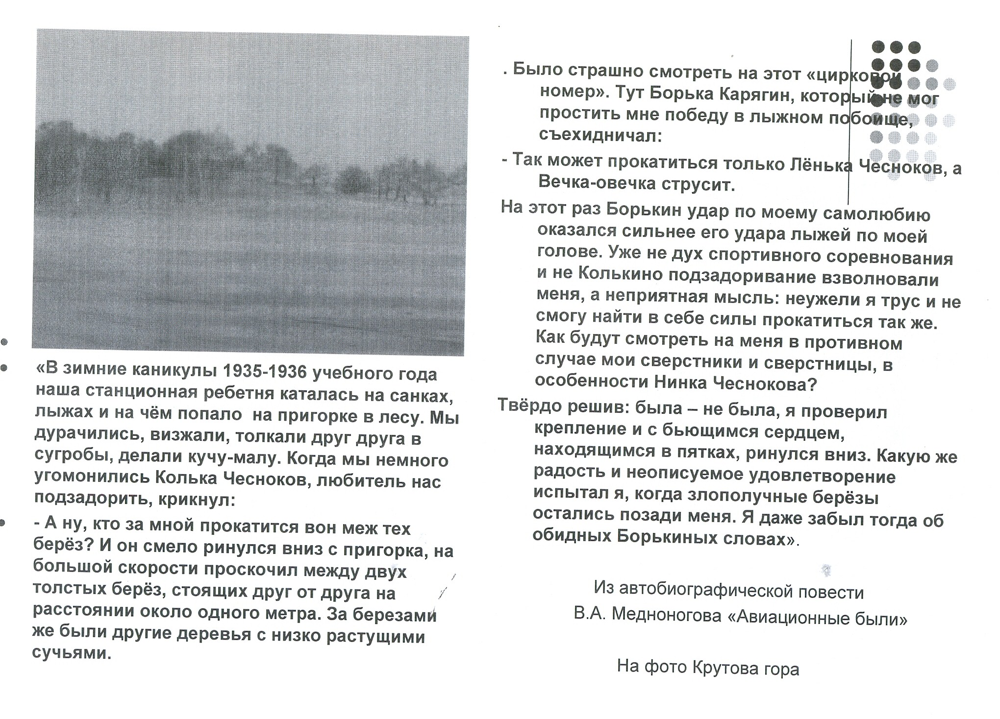 «В зимние каникулы 1935-1936 учебного года
наша станционная ребетня каталась на санках,
лыжах и на чём попало на пригорке в лесу. Мы
дурачились, визжали, толкали друг друга в
сугробы, делали кучу-малу. Когда мы немного
угомонились Колька Чесноков, любитель нас
подзадорить, крикнул:
- А ну, кто за мной прокатится вон меж тех
берёз? И он смело ринулся вниз с пригорка, на
большой скорости проскочил между двух
толстых берёз, стоящих друг от друга на
расстоянии около одного метра. За березами
же были другие деревья с низко растущими
сучьями.
. Было страшно смотреть на этот «цирковой
номер». Тут Борька Карягин, который не мог
простить мне победу в лыжном побоище,
съехидничал:
- Так может прокатиться только Лёнька Чесноков, а
Вечка-овечка струсит.
На этот раз Борькин удар по моему самолюбию
оказался сильнее его удара лыжей по моей
голове. Уже не дух спортивного соревнования
и не Колькино подзадоривание взволновали
меня, а неприятная мысль: неужели я трус и не
смогу найти в себе силы прокатиться так же.
Как будут смотреть на меня в противном
случае мои сверстники и сверстницы, в
особенности Нинка Чеснокова?
Твёрдо решив: была – не была, я проверил
крепление и с бьющимся сердцем,
находящимся в пятках, ринулся вниз. Какую же
радость и неописуемое удовлетворение
испытал я, когда злополучные берёзы
остались позади меня. Я даже забыл тогда об
обидных Борькиных словах».
Из автобиографической повести
В.А. Медноногова «Авиационные были»
На фото Крутова гора